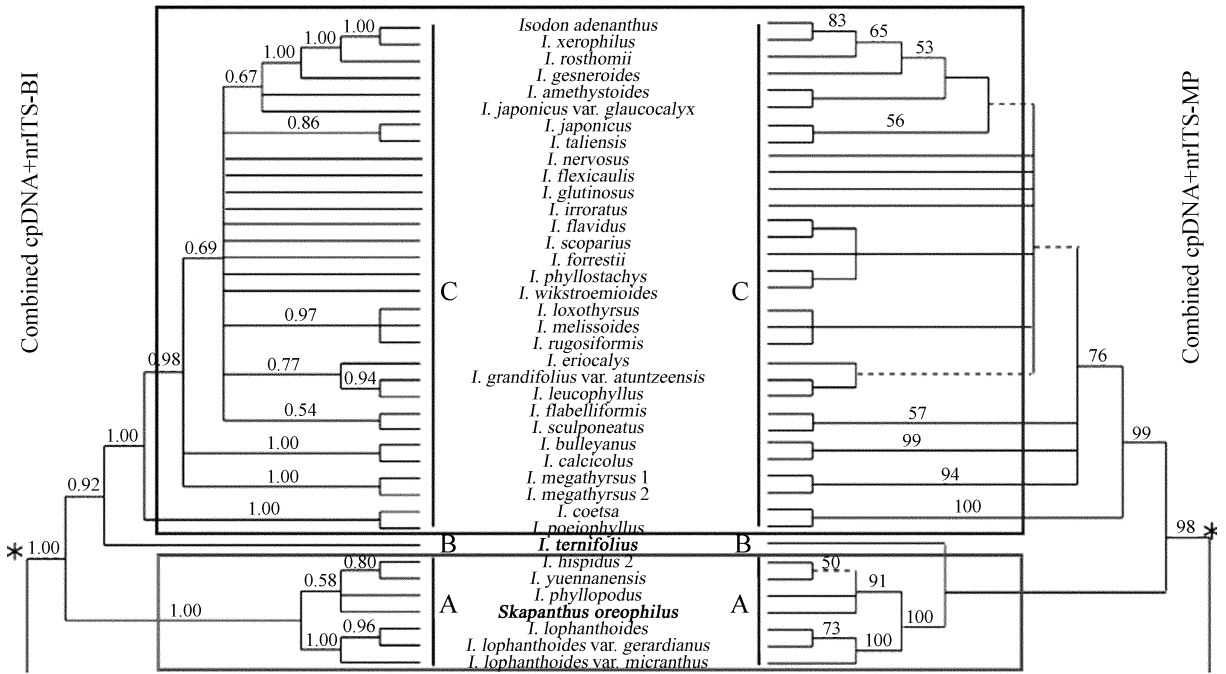 Combined cpDNA+nrITS-BI
Combined cpDNA+nrITS-MP
Isodon adenanthus
I. xerophilus
I. rosthomii
I. gesneroides
I. amethystoides
I. japonicus var. glaucocalyx
I. japonicus
I. taliensis
I. nervosus
I. flexicaulis
I. glutinosus
I. irroratus
I. flavidus
I. scoparius
I. forrestii
I. phyllostachys
I. wikstroemioides
I. loxothyrsus
I. melissoides
I. rugosiformis
I. eriocalys
I. grandifolius var. atuntzeensis
I. leucophyllus
I. flabelliformis
I. sculponeatus
I. bulleyanus
I. calcicolus
I. megathyrsus 1
I. megathyrsus 2
I. coetsa
I. poeiophyllus
I. ternifolius
I. hispidus 2
I. yuennanensis
I. phyllopodus
Skapanthus oreophilus
I. lophanthoides
I. lophanthoides var. gerardianus
I. lophanthoides var. micranthus
1.00
1.00
1.00
0.67
0.86
0.69
0.97
0.98
0.77
0.94
0.54
1.00
1.00
1.00
1.00
0.92
*
1.00
0.80
0.58
1.00
0.96
1.00
C
B
A
C
B
A
83
65
53
56
76
57
99
99
94
100
98
*
50
91
100
73
100